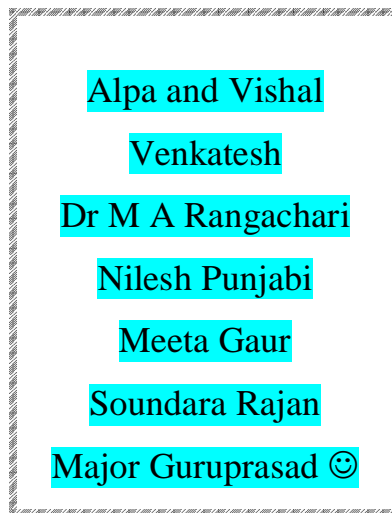 Alpa and Vishal
Venkatesh
Dr M A Rangachari
Nilesh Punjabi
Meeta Gaur
Soundara Rajan
Major Guruprasad ☺